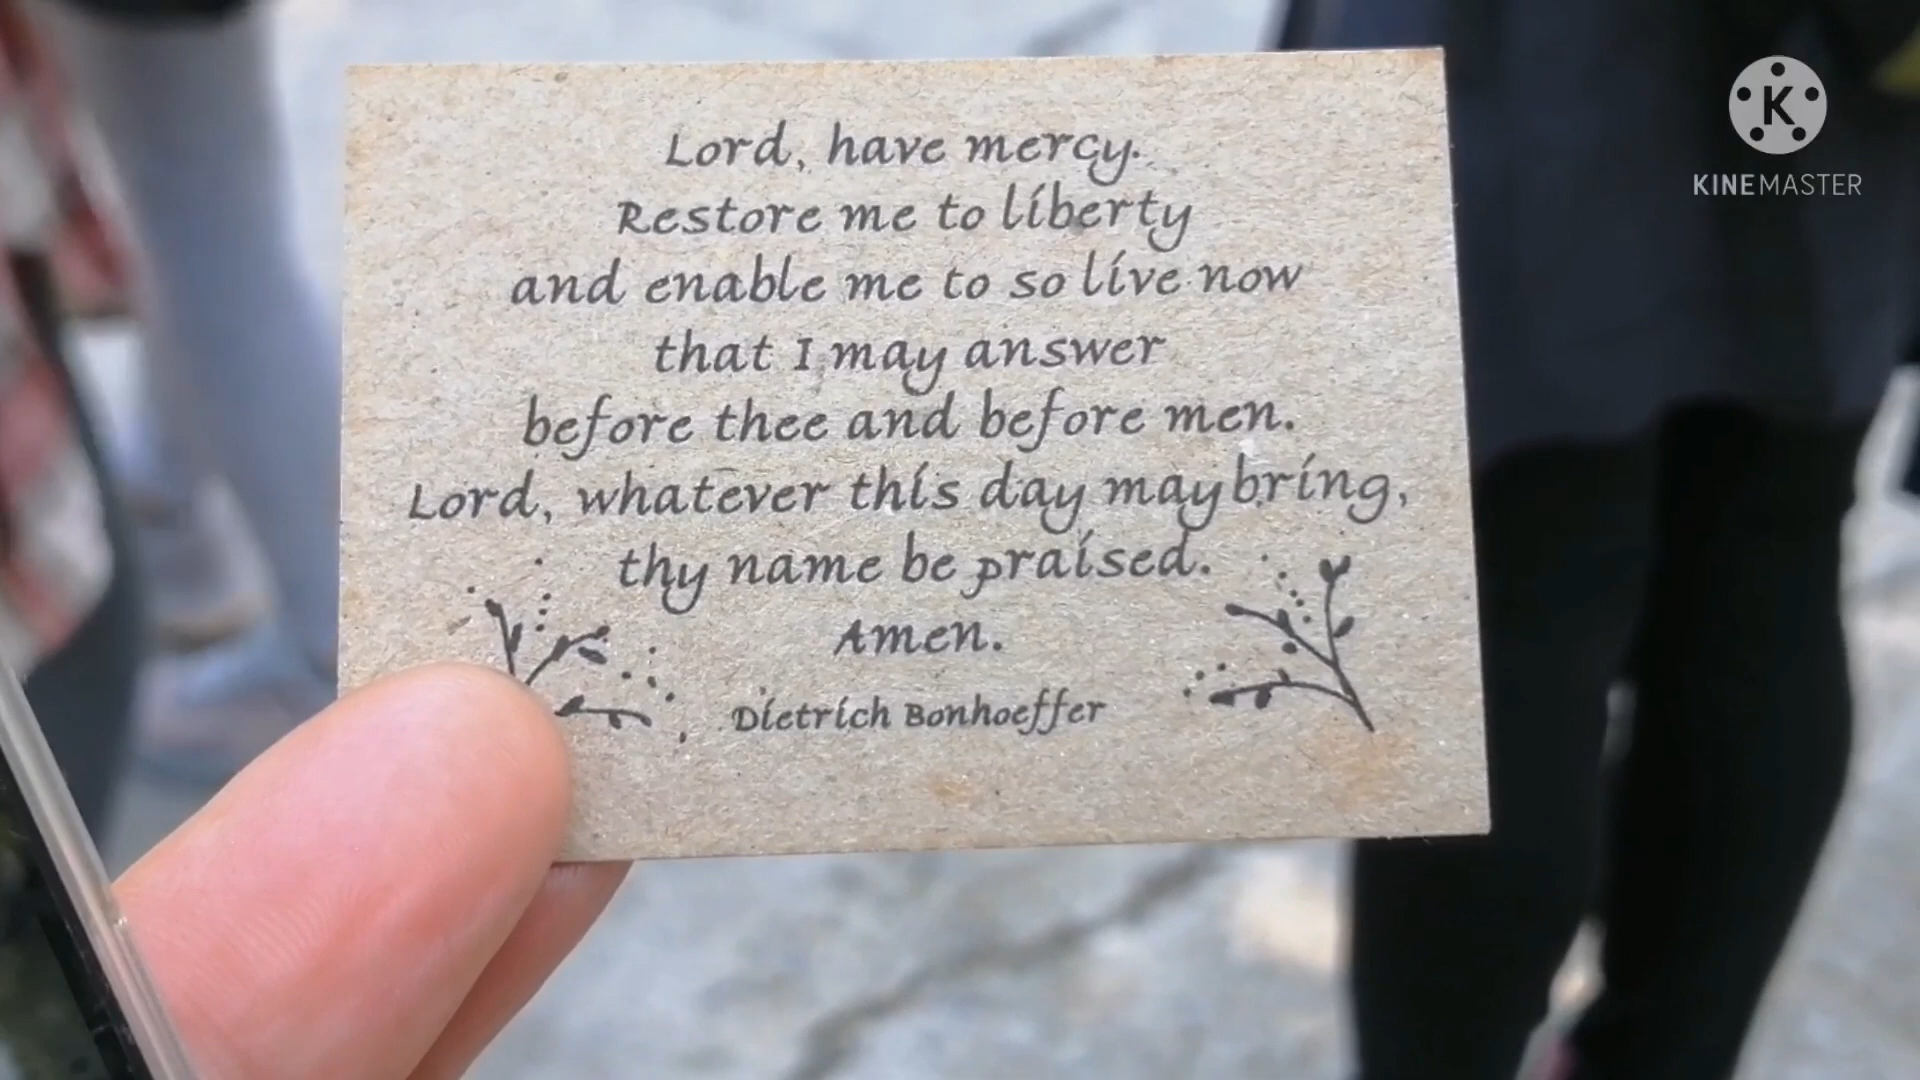 Lord, have mercy.
Restore me to liberty
and enable me to so live now
that I may answer
before thee and before men.
Lord, whatever this day may bring,
thy name be praised.
Amen.
Dietrich Bonhoeffer
K
KINEMASTER